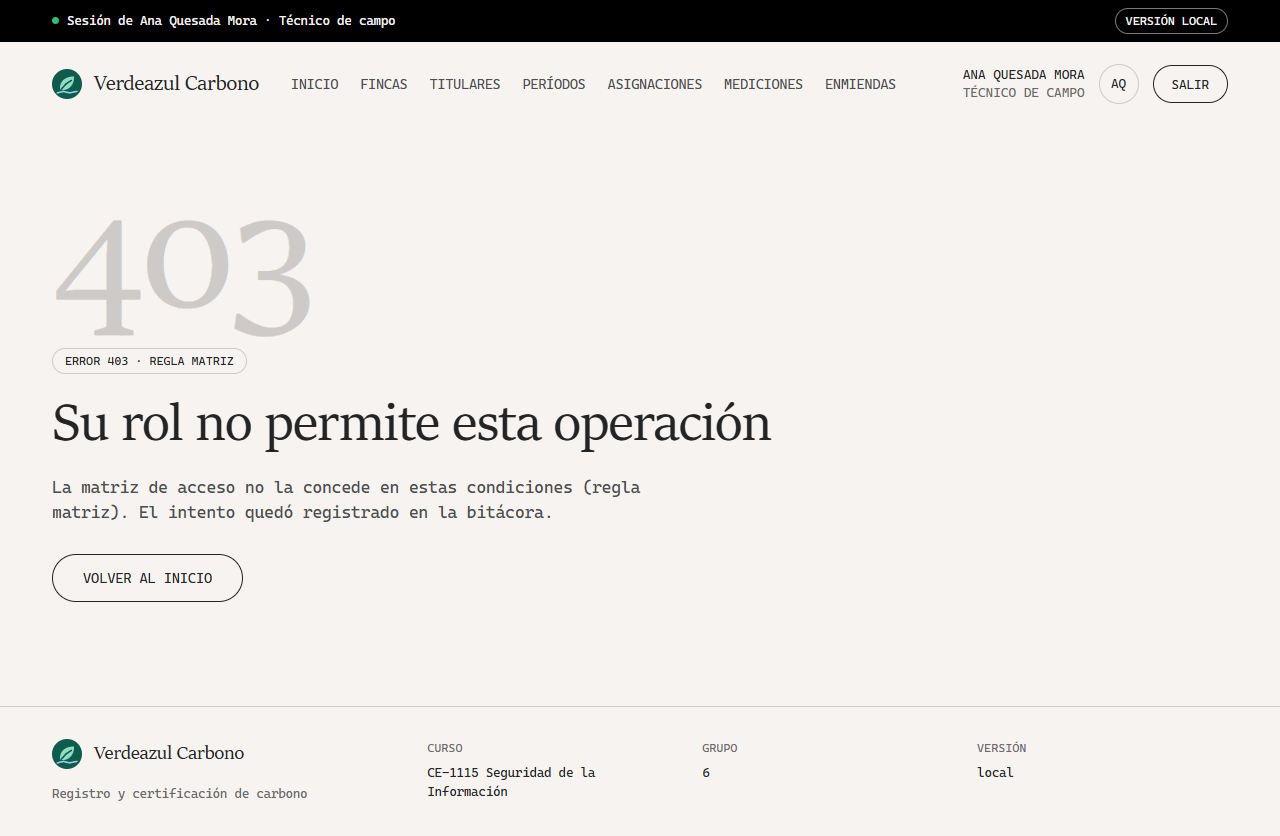 Sesión de Ana Quesada Mora · Técnico de campo
VERSIÓN LOCAL
Verdeazul Carbono
INICIO
FINCAS
TITULARES
PERÍODOS
ASIGNACIONES
MEDICIONES
ENMIENDAS
ANA QUESADA MORA
TÉCNICO DE CAMPO
AQ
SALIR
403
ERROR 403 · REGLA MATRIZ
Su rol no permite esta operación
La matriz de acceso no la concede en estas condiciones (regla
matriz). El intento quedó registrado en la bitácora.
VOLVER AL INICIO
Verdeazul Carbono
Registro y certificación de carbono
CURSO
CE-1115 Seguridad de la
Información
GRUPO
6
VERSIÓN
local